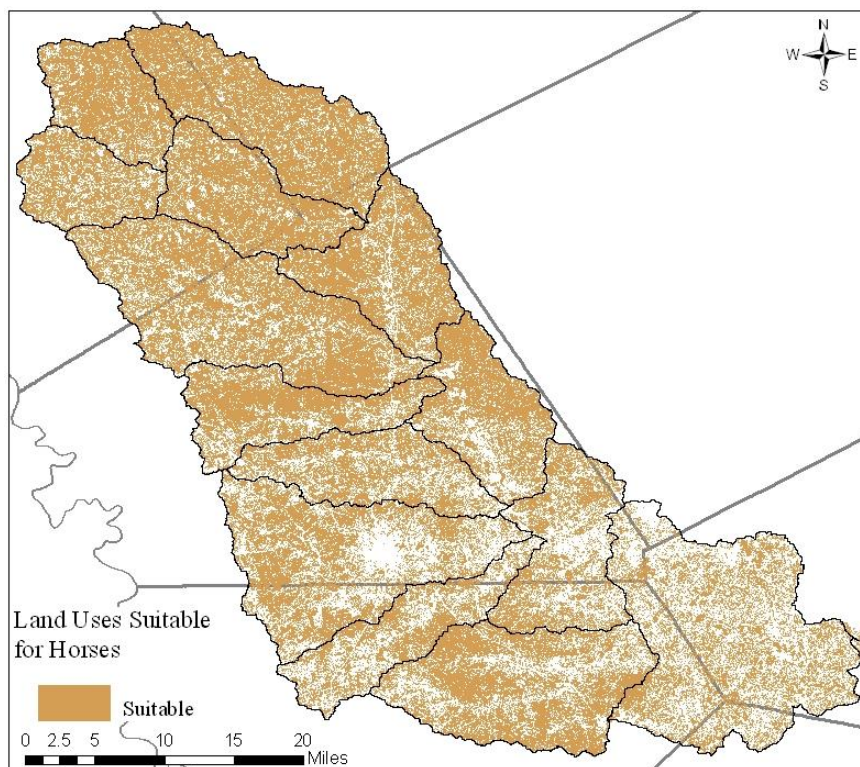 N
W E
S
Land Uses Suitable
for Horses
Suitable
0 2.5 5 10 15 20
Miles